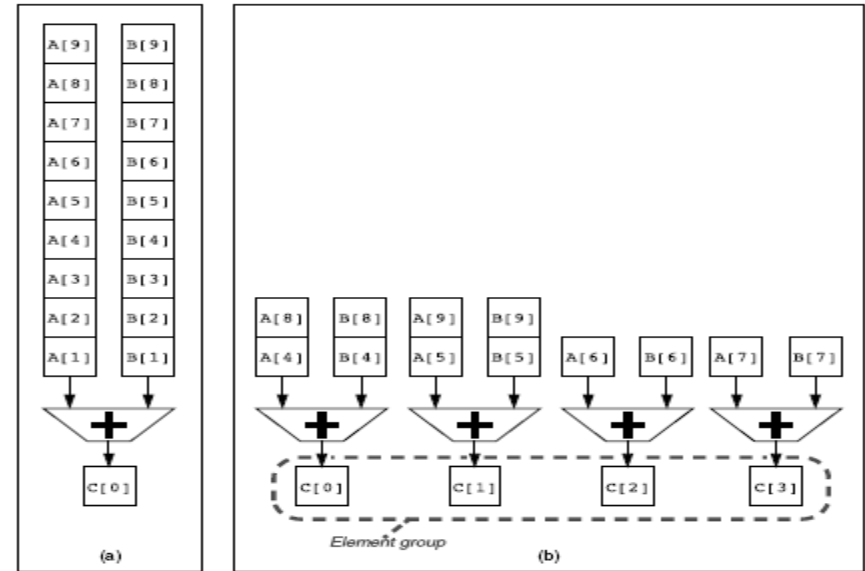 A[9] B[9]
A[8] B[8]
A[7] B[7]
A[6] B[6]
A[5] B[5]
A[4] B[4]
A[3] B[3]
A[2] B[2]
A[1] B[1]
+
C[0]
(a)
A[8] B[8] A[9] B[9]
A[4] B[4] A[5] B[5] A[6] B[6] A[7] B[7]
+ + + +
C[0] C[1] C[2] C[3]
Element group
(b)